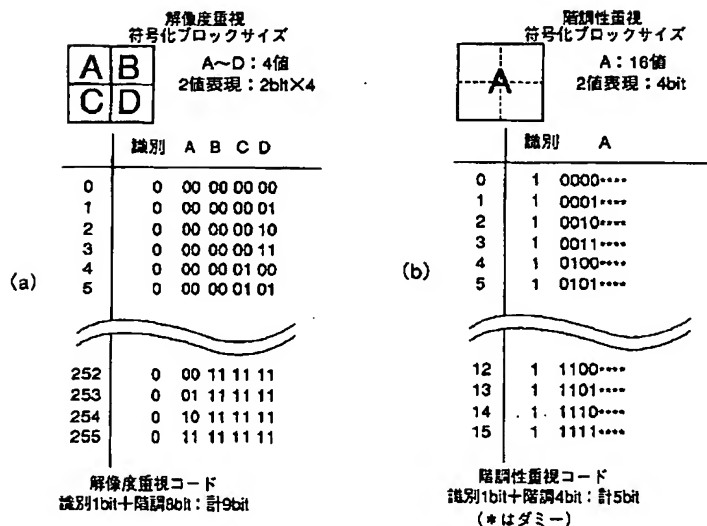 解像度重視
符号化ブロックサイズ
A B
C D
A～D：4値
2値表現：2bit×4
識別 A B C D
0 0 00 00 00 00
1 0 00 00 00 01
2 0 00 00 00 10
3 0 00 00 00 11
4 0 00 00 01 00
5 0 00 00 01 01
(a)
252 0 00 11 11 11
253 0 01 11 11 11
254 0 10 11 11 11
255 0 11 11 11 11
解像度重視コード
識別1bit＋階調8bit：計9bit
階調性重視
符号化ブロックサイズ
A
A：16値
2値表現：4bit
識別 A
0 1 0000****
1 1 0001****
2 1 0010****
3 1 0011****
4 1 0100****
5 1 0101****
(b)
12 1 1100****
13 1 1101****
14 1 1110****
15 1 1111****
階調性重視コード
識別1bit＋階調4bit：計5bit
(＊はダミー)